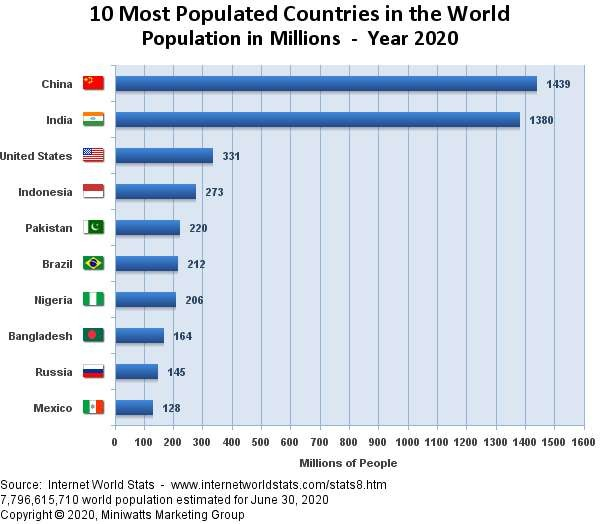 10 Most Populated Countries in the World
Population in Millions - Year 2020
China 1439
India 1380
United States 331
Indonesia 273
Pakistan 220
Brazil 212
Nigeria 206
Bangladesh 164
Russia 145
Mexico 128
0 100 200 300 400 500 600 700 800 900 1000 1100 1200 1300 1400 1500 1600
Millions of People
Source: Internet World Stats - www.internetworldstats.com/stats8.htm
7,796,615,710 world population estimated for June 30, 2020
Copyright © 2020, Miniwatts Marketing Group